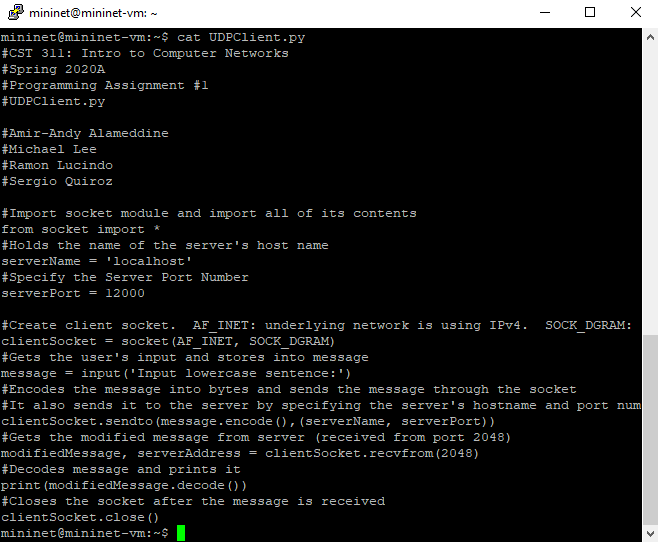 mininet@mininet-vm: ~
mininet@mininet-vm:~$ cat UDPClient.py
#CST 311: Intro to Computer Networks
#Spring 2020A
#Programming Assignment #1
#UDPClient.py
#Amir-Andy Alameddine
#Michael Lee
#Ramon Lucindo
#Sergio Quiroz
#Import socket module and import all of its contents
from socket import *
#Holds the name of the server's host name
serverName = 'localhost'
#Specify the Server Port Number
serverPort = 12000
#Create client socket.  AF_INET: underlying network is using IPv4.  SOCK_DGRAM:
clientSocket = socket(AF_INET, SOCK_DGRAM)
#Gets the user's input and stores into message
message = input('Input lowercase sentence:')
#Encodes the message into bytes and sends the message through the socket
#It also sends it to the server by specifying the server's hostname and port num
clientSocket.sendto(message.encode(),(serverName, serverPort))
#Gets the modified message from server (received from port 2048)
modifiedMessage, serverAddress = clientSocket.recvfrom(2048)
#Decodes message and prints it
print(modifiedMessage.decode())
#Closes the socket after the message is received
clientSocket.close()
mininet@mininet-vm:~$